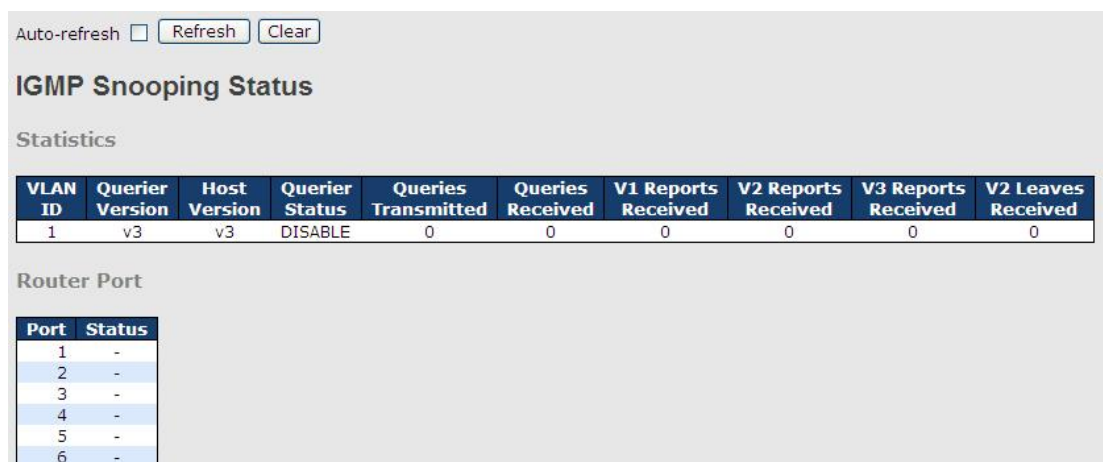 Auto-refresh Refresh Clear
IGMP Snooping Status
Statistics
VLAN ID Querier Version Host Version Querier Status Queries Transmitted Queries Received V1 Reports Received V2 Reports Received V3 Reports Received V2 Leaves Received
1 v3 v3 DISABLE 0 0 0 0 0 0
Router Port
Port Status
1 -
2 -
3 -
4 -
5 -
6 -